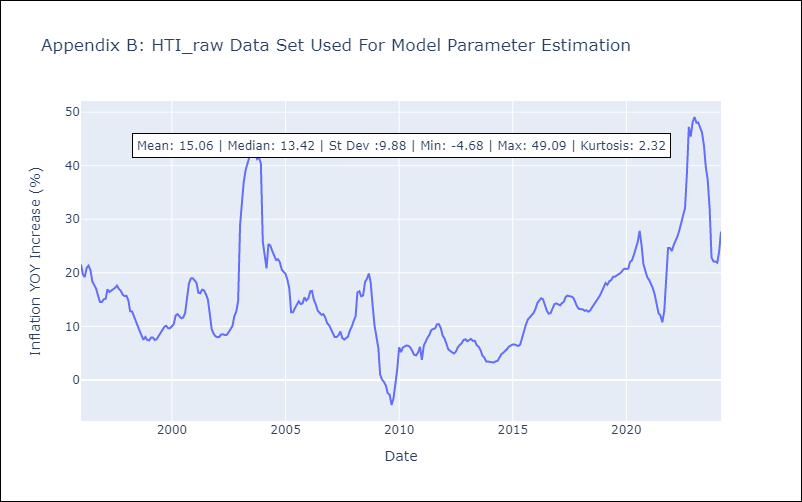 Appendix B: HTI_raw Data Set Used For Model Parameter Estimation
50
Mean: 15.06 | Median: 13.42 | St Dev :9.88 | Min: -4.68 | Max: 49.09 | Kurtosis: 2.32
40
30
20
10
0
Inflation YOY Increase (%)
2000 2005 2010 2015 2020
Date